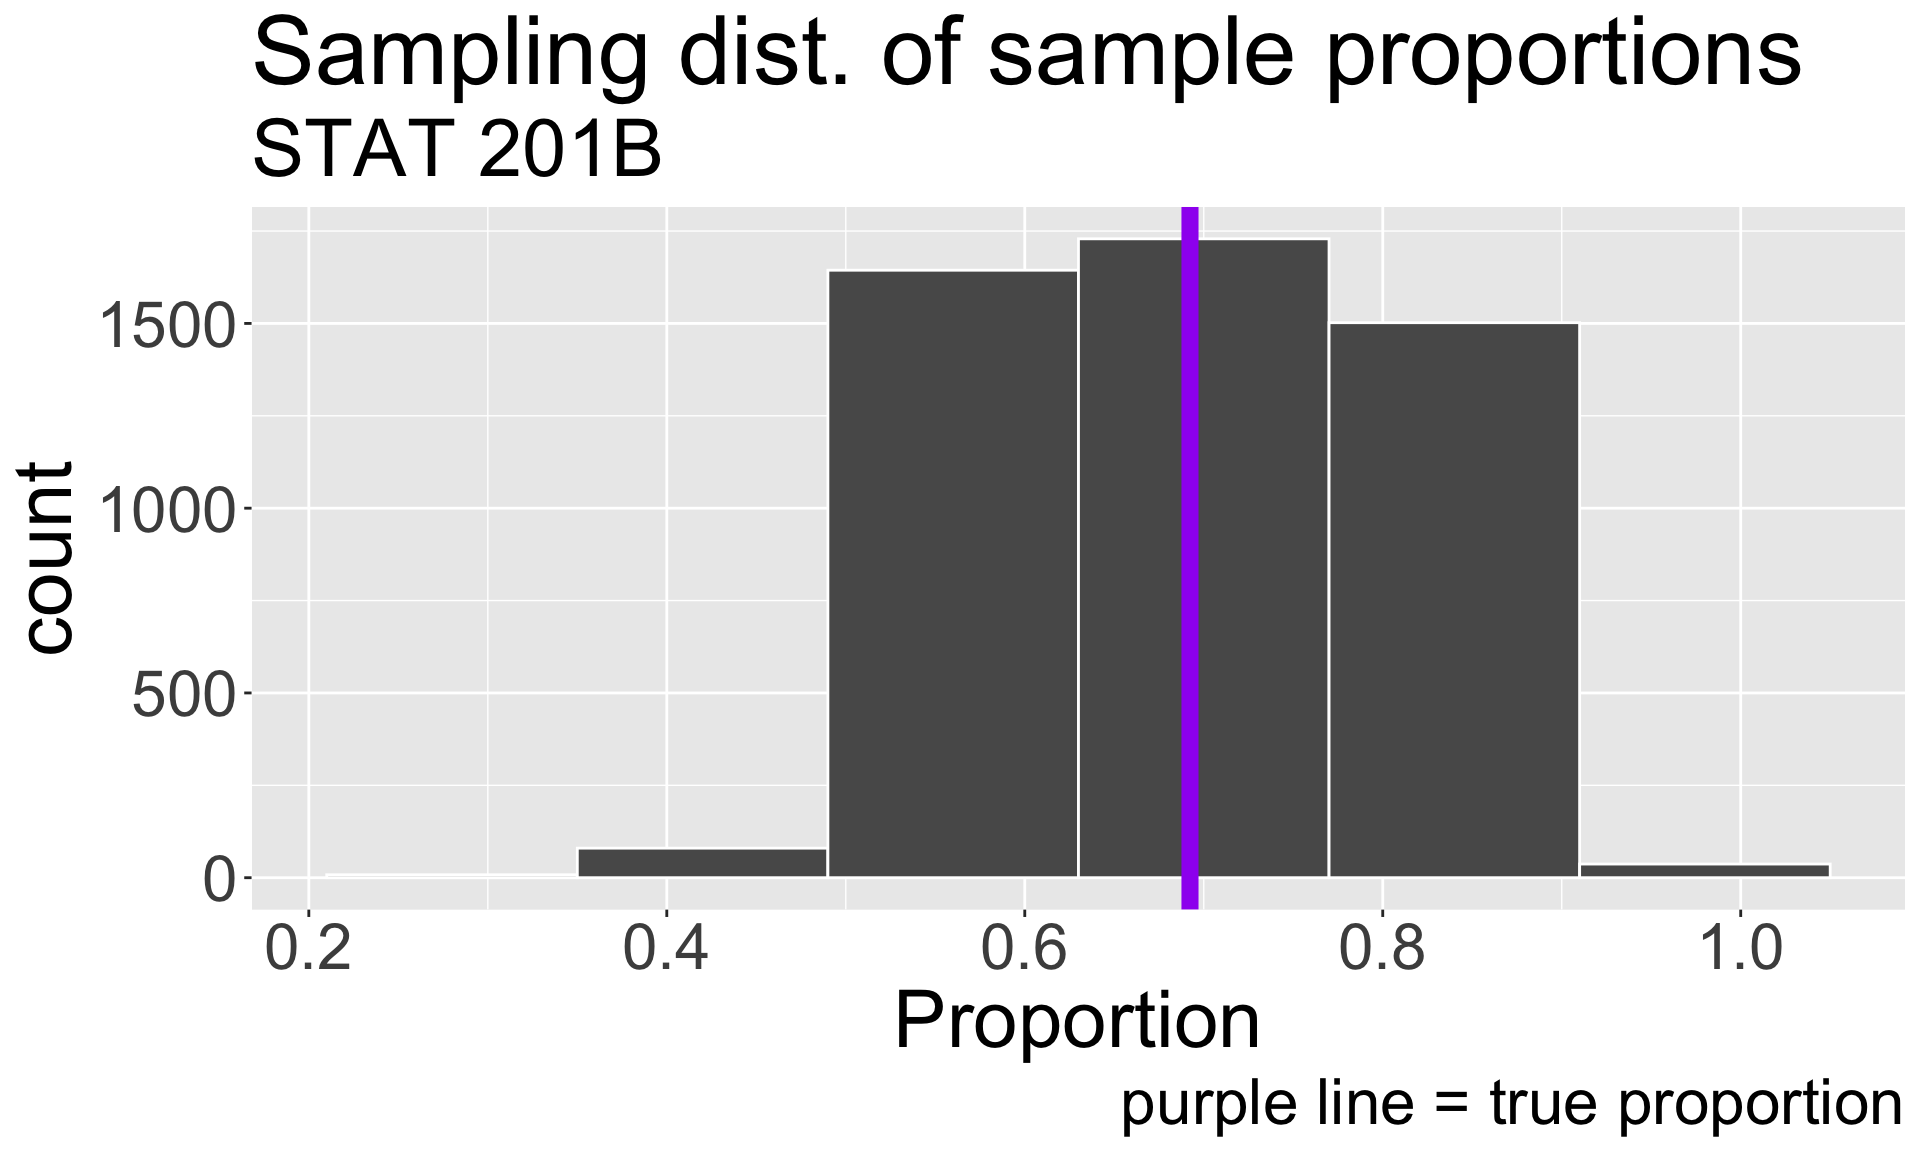 Sampling dist. of sample proportions
STAT 201B
count
1500
1000
500
0
0.2 0.4 0.6 0.8 1.0
Proportion
purple line = true proportion